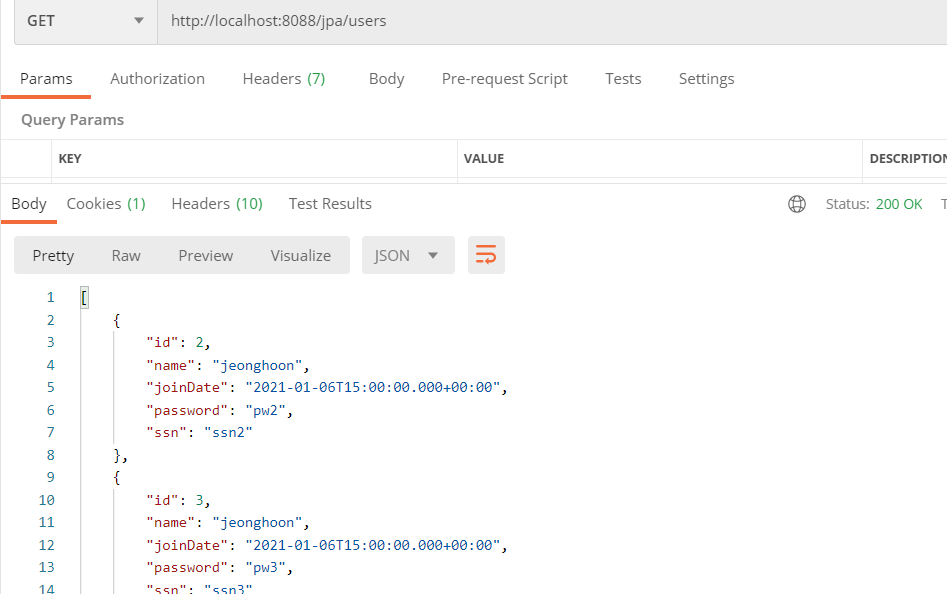 GET http://localhost:8088/jpa/users
Params Authorization Headers (7) Body Pre-request Script Tests Settings
Query Params
KEY VALUE DESCRIPTION
Body Cookies (1) Headers (10) Test Results Status: 200 OK T
Pretty Raw Preview Visualize JSON
1 [
2 {
3 "id": 2,
4 "name": "jeonghoon",
5 "joinDate": "2021-01-06T15:00:00.000+00:00",
6 "password": "pw2",
7 "ssn": "ssn2"
8 },
9 {
10 "id": 3,
11 "name": "jeonghoon",
12 "joinDate": "2021-01-06T15:00:00.000+00:00",
13 "password": "pw3",
14 "ssn": "ssn3"